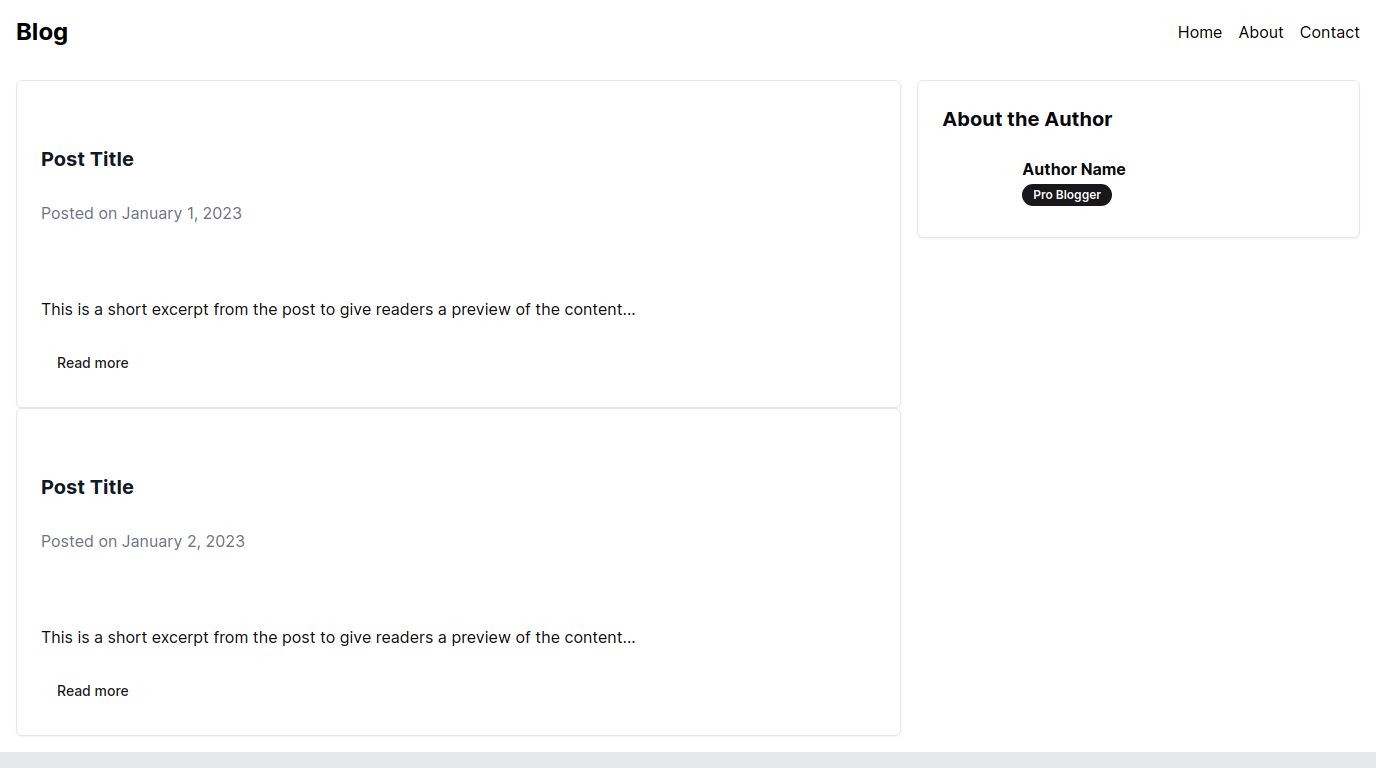 Blog
Home About Contact
Post Title
Posted on January 1, 2023
This is a short excerpt from the post to give readers a preview of the content...
Read more
Post Title
Posted on January 2, 2023
This is a short excerpt from the post to give readers a preview of the content...
Read more
About the Author
Author Name
Pro Blogger